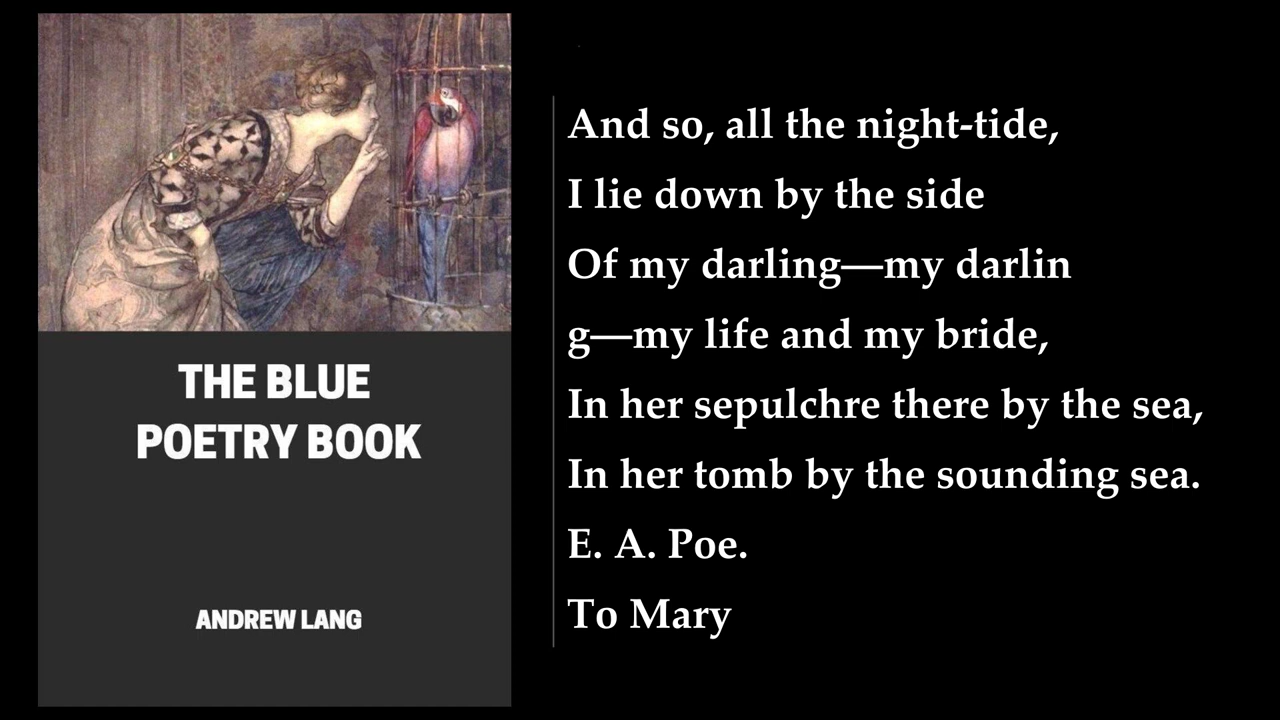 THE BLUE
POETRY BOOK
ANDREW LANG
And so, all the night-tide,
I lie down by the side
Of my darling—my darlin
g—my life and my bride,
In her sepulchre there by the sea,
In her tomb by the sounding sea.
E. A. Poe.
To Mary